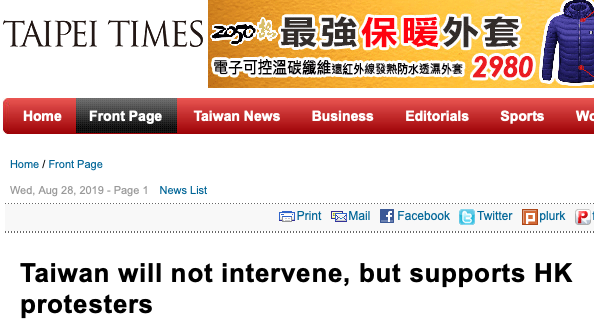 TAIPEI TIMES
2050 最強保暖外套
電子可控溫碳纖維遠紅外線發熱防水透濕外套 2980
Home Front Page Taiwan News Business Editorials Sports Wo
Home / Front Page
Wed, Aug 28, 2019 - Page 1 News List
Print Mail Facebook Twitter plurk
Taiwan will not intervene, but supports HK
protesters